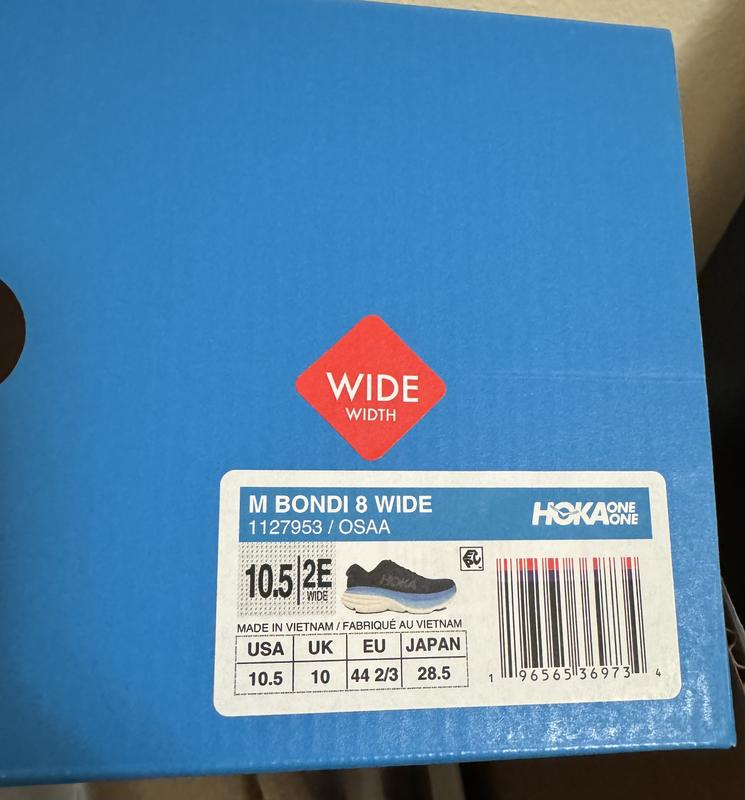 WIDE
WIDTH
M BONDI 8 WIDE
1127953 / OSAA
HOKA ONE ONE
10.5 2E WIDE
HOKA
MADE IN VIETNAM / FABRIQUÉ AU VIETNAM
USA UK EU JAPAN
10.5 10 44 2/3 28.5
1 96565 36973 4